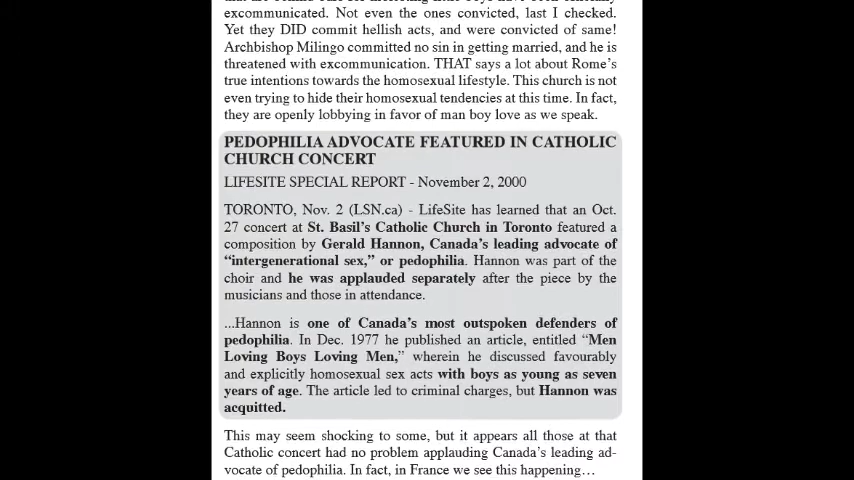 excommunicated. Not even the ones convicted, last I checked.
Yet they DID commit hellish acts, and were convicted of same!
Archbishop Milingo committed no sin in getting married, and he is
threatened with excommunication. THAT says a lot about Rome's
true intentions towards the homosexual lifestyle. This church is not
even trying to hide their homosexual tendencies at this time. In fact,
they are openly lobbying in favor of man boy love as we speak.
PEDOPHILIA ADVOCATE FEATURED IN CATHOLIC
CHURCH CONCERT
LIFESITE SPECIAL REPORT - November 2, 2000
TORONTO, Nov. 2 (LSN.ca) - LifeSite has learned that an Oct.
27 concert at St. Basil's Catholic Church in Toronto featured a
composition by Gerald Hannon, Canada's leading advocate of
"intergenerational sex," or pedophilia. Hannon was part of the
choir and he was applauded separately after the piece by the
musicians and those in attendance.
...Hannon is one of Canada's most outspoken defenders of
pedophilia. In Dec. 1977 he published an article, entitled "Men
Loving Boys Loving Men," wherein he discussed favourably
and explicitly homosexual sex acts with boys as young as seven
years of age. The article led to criminal charges, but Hannon was
acquitted.
This may seem shocking to some, but it appears all those at that
Catholic concert had no problem applauding Canada's leading ad-
vocate of pedophilia. In fact, in France we see this happening…